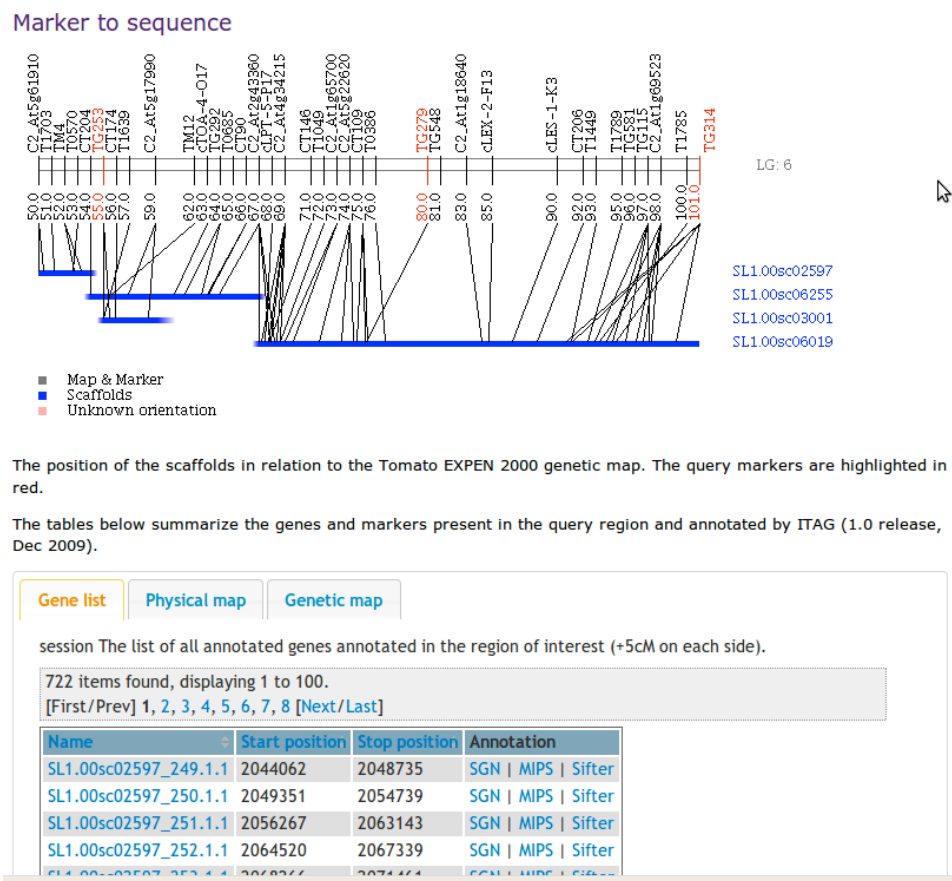 Marker to sequence
C2_At5g61910
T1703
TM4
T0570
CT204
TG253
CT174
T1639
C2_At5g17990
TM12
cTOA-4-O17
TG292
T0685
CT90
C2_At2g43360
cLPT-5-P17
C2_At4g34215
CT146
T1049
C2_At1g65700
C2_At5g22620
CT109
T0386
TG279
TG548
C2_At1g18640
cLEX-2-F13
cLES-1-K3
CT206
T1449
T1789
TG581
TG115
C2_At1g69523
T1785
TG314
LG: 6
50.0
51.0
52.0
53.0
54.0
55.0
56.0
57.0
59.0
62.0
63.0
64.0
65.0
66.0
67.0
68.0
69.0
71.0
72.0
73.0
74.0
75.0
76.0
80.0
81.0
83.0
85.0
90.0
92.0
93.0
95.0
96.0
97.0
98.0
100.0
101.0
SL1.00sc02597
SL1.00sc06255
SL1.00sc03001
SL1.00sc06019
Map & Marker
Scaffolds
Unknown orientation
The position of the scaffolds in relation to the Tomato EXPEN 2000 genetic map. The query markers are highlighted in
red.
The tables below summarize the genes and markers present in the query region and annotated by ITAG (1.0 release,
Dec 2009).
Gene list Physical map Genetic map
session The list of all annotated genes annotated in the region of interest (+5cM on each side).
722 items found, displaying 1 to 100.
[First/Prev] 1, 2, 3, 4, 5, 6, 7, 8 [Next/Last]
Name Start position Stop position Annotation
SL1.00sc02597_249.1.1 2044062 2048735 SGN | MIPS | Sifter
SL1.00sc02597_250.1.1 2049351 2054739 SGN | MIPS | Sifter
SL1.00sc02597_251.1.1 2056267 2063143 SGN | MIPS | Sifter
SL1.00sc02597_252.1.1 2064520 2067339 SGN | MIPS | Sifter